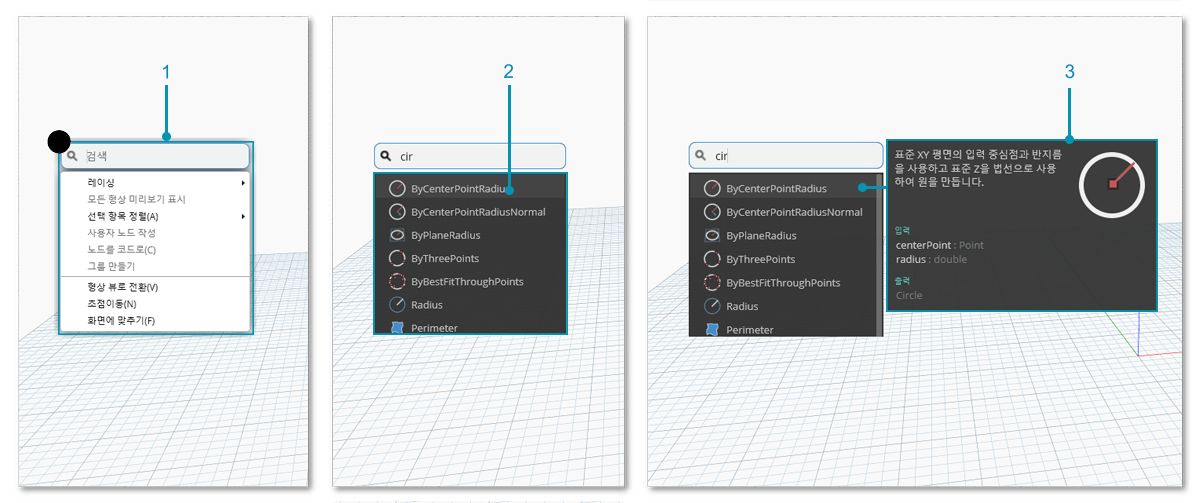 1
검색
레이싱
모든 형상 미리보기 표시
선택 항목 정렬(A)
사용자 노드 작성
노드를 코드로(C)
그룹 만들기
형상 뷰로 전환(V)
초점이동(N)
화면에 맞추기(F)
2
cir
ByCenterPointRadius
ByCenterPointRadiusNormal
ByPlaneRadius
ByThreePoints
ByBestFitThroughPoints
Radius
Perimeter
3
cir
ByCenterPointRadius
ByCenterPointRadiusNormal
ByPlaneRadius
ByThreePoints
ByBestFitThroughPoints
Radius
Perimeter
표준 XY 평면의 입력 중심점과 반지름
을 사용하고 표준 Z을 법선으로 사용
하여 원을 만듭니다.
입력
centerPoint : Point
radius : double
출력
Circle